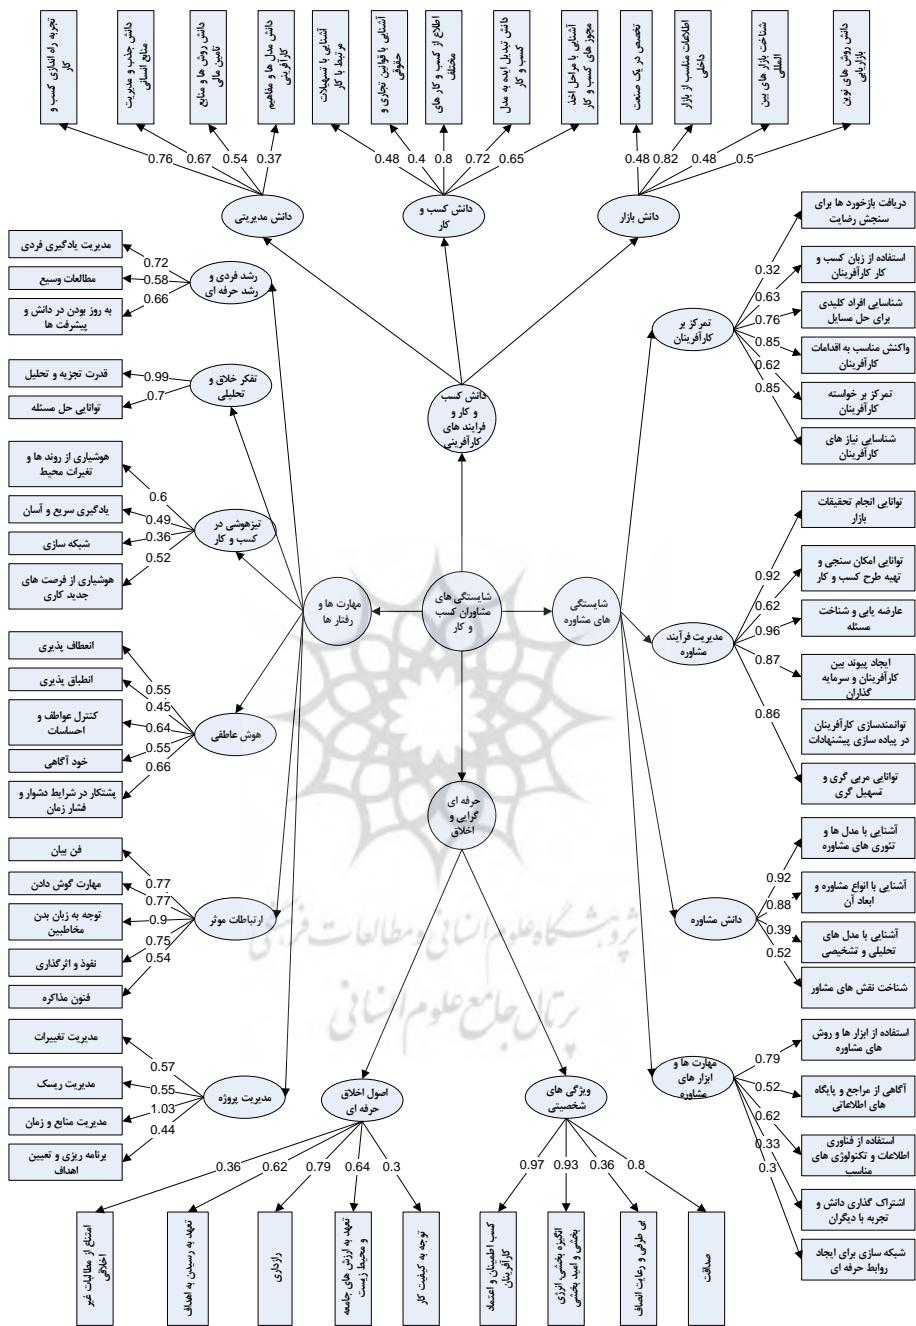 تجربه راه اندازی کسب و
کار
دانش جذب و مدیریت
منابع انسانی
دانش روش ها و منابع
تامین مالی
دانش مدل ها و مفاهیم
کارآفرینی
آشنایی با تسهیلات
مرتبط با کار
آشنایی با قوانین تجاری و
حقوقی
اطلاع از کسب و کار های
مختلف
دانش تبدیل ایده به مدل
کسب و کار
آشنایی با مراحل اخذ
مجوز های کسب و کار
تخصص در یک صنعت
اطلاعات مناسب از بازار
داخلی
شناخت بازار های بین
المللی
دانش روش های نوین
بازاریابی
0.76
0.67
0.54
0.37
0.48
0.4
0.8
0.72
0.65
0.48
0.82
0.48
0.5
دانش مدیریتی
دانش کسب و
کار
دانش بازار
دریافت بازخورد ها برای
سنجش رضایت
استفاده از زبان کسب و
کار کارآفرینان
شناسایی افراد کلیدی
برای حل مسایل
واکنش مناسب به اقدامات
کارآفرینان
تمرکز بر خواسته
کارآفرینان
شناسایی نیاز های
کارآفرینان
0.32
0.63
0.76
0.85
0.62
0.85
تمرکز بر
کارآفرینان
مدیریت یادگیری فردی
مطالعات وسیع
به روز بودن در دانش و
پیشرفت ها
0.72
0.58
0.66
رشد فردی و
رشد حرفه ای
قدرت تجزیه و تحلیل
توانایی حل مسئله
0.99
0.7
تفکر خلاق و
تحلیلی
دانش کسب
و کار و
فرایند های
کارآفرینی
هوشیاری از روند ها و
تغیرات محیط
یادگیری سریع و آسان
شبکه سازی
هوشیاری از فرصت های
جدید کاری
0.6
0.49
0.36
0.52
تیزهوشی در
کسب و کار
توانایی انجام تحقیقات
بازار
توانایی امکان سنجی و
تهیه طرح کسب و کار
عارضه یابی و شناخت
مسئله
ایجاد پیوند بین
کارآفرینان و سرمایه
گذاران
توانمندسازی کارآفرینان
در پیاده سازی پیشنهادات
توانایی مربی گری و
تسهیل گری
0.92
0.62
0.96
0.87
0.86
مدیریت فرآیند
مشاوره
مهارت ها و
رفتار ها
شایستگی های
مشاوران کسب
و کار
شایستگی
های مشاوره
انعطاف پذیری
انطباق پذیری
کنترل عواطف و
احساسات
خود آگاهی
پشتکار در شرایط دشوار و
فشار زمان
0.55
0.45
0.64
0.55
0.66
هوش عاطفی
حرفه ای
گرایی و
اخلاق
فن بیان
مهارت گوش دادن
توجه به زبان بدن
مخاطبین
نفوذ و اثرگذاری
فنون مذاکره
0.77
0.77
0.9
0.75
0.54
ارتباطات موثر
آشنایی با مدل ها و
تئوری های مشاوره
آشنایی با انواع مشاوره و
ابعاد آن
آشنایی با مدل های
تحلیلی و تشخیصی
شناخت نقش های مشاور
0.92
0.88
0.39
0.52
دانش مشاوره
پژوهشگاه علوم انسانی و مطالعات فرهنگی
پرتال جامع علوم انسانی
مدیریت تغییرات
مدیریت ریسک
مدیریت منابع و زمان
برنامه ریزی و تعیین
اهداف
0.57
0.55
1.03
0.44
مدیریت پروژه
اصول اخلاق
حرفه ای
ویژگی های
شخصیتی
مهارت ها و
ابزار های
مشاوره
استفاده از ابزار ها و روش
های مشاوره
آگاهی از مراجع و پایگاه
های اطلاعاتی
استفاده از فناوری
اطلاعات و تکنولوژی های
مناسب
اشتراک گذاری دانش و
تجربه با دیگران
شبکه سازی برای ایجاد
روابط حرفه ای
0.79
0.52
0.62
0.33
0.3
0.36
0.62
0.79
0.64
0.3
0.97
0.93
0.36
0.8
امتناع از مطالبات غیر
اخلاقی
تعهد به رسیدن به اهداف
رازداری
تعهد به ارزش های جامعه
و محیط زیست
توجه به کیفیت کار
کسب اطمینان و اعتماد
کارآفرینان
انگیزه بخشی، انرژی
بخشی و امید بخشی
بی طرفی و رعایت انصاف
صداقت